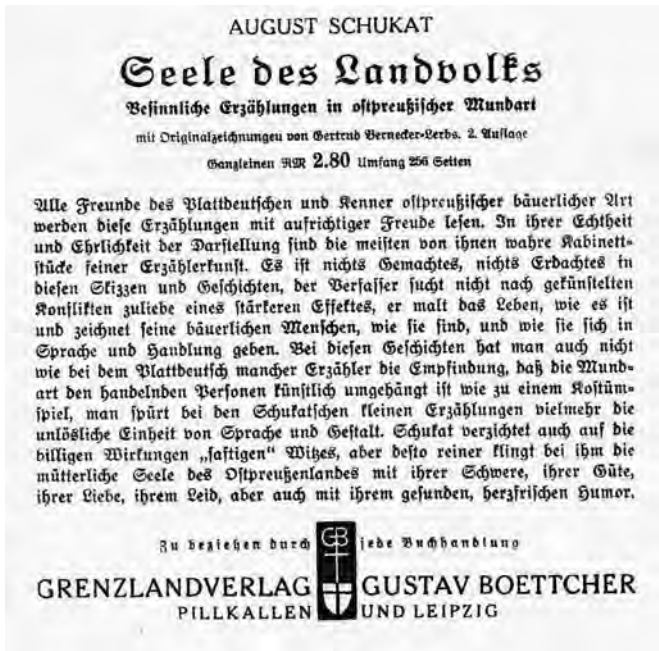 AUGUST SCHUKAT
Seele des Landvolks
Besinnliche Erzählungen in ostpreußischer Mundart
mit Originalzeichnungen von Gertrud Bernecker-Lerbs. 2. Auflage
Ganzleinen RM 2.80 Umfang 256 Seiten
Alle Freunde des Plattdeutschen und Kenner ostpreußischer bäuerlicher Art
werden diese Erzählungen mit aufrichtiger Freude lesen. In ihrer Echtheit
und Ehrlichkeit der Darstellung sind die meisten von ihnen wahre Kabinett-
stücke feiner Erzählerkunst. Es ist nichts Gemachtes, nichts Erdachtes in
diesen Skizzen und Geschichten, der Verfasser sucht nicht nach gekünstelten
Konflikten zuliebe eines stärkeren Effektes, er malt das Leben, wie es ist
und zeichnet seine bäuerlichen Menschen, wie sie sind, und wie sie sich in
Sprache und Handlung geben. Bei diesen Geschichten hat man auch nicht
wie bei dem Plattdeutsch mancher Erzähler die Empfindung, daß die Mund-
art den handelnden Personen künstlich umgehängt ist wie zu einem Kostüm-
spiel, man spürt bei den Schukatschen kleinen Erzählungen vielmehr die
unlösliche Einheit von Sprache und Gestalt. Schukat verzichtet auch auf die
billigen Wirkungen „saftigen“ Witzes, aber desto reiner klingt bei ihm die
mütterliche Seele des Ostpreußenlandes mit ihrer Schwere, ihrer Güte,
ihrer Liebe, ihrem Leid, aber auch mit ihrem gesunden, herzfrischen Humor.
Zu beziehen durch GB jede Buchhandlung
GRENZLANDVERLAG GUSTAV BOETTCHER
PILLKALLEN UND LEIPZIG